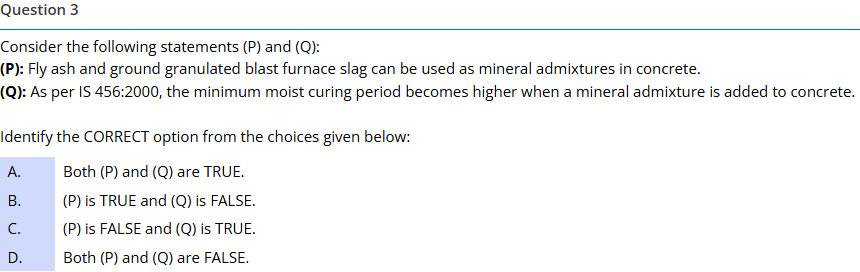 Question 3
Consider the following statements (P) and (Q):
(P): Fly ash and ground granulated blast furnace slag can be used as mineral admixtures in concrete.
(Q): As per IS 456:2000, the minimum moist curing period becomes higher when a mineral admixture is added to concrete.
Identify the CORRECT option from the choices given below:
A. Both (P) and (Q) are TRUE.
B. (P) is TRUE and (Q) is FALSE.
C. (P) is FALSE and (Q) is TRUE.
D. Both (P) and (Q) are FALSE.